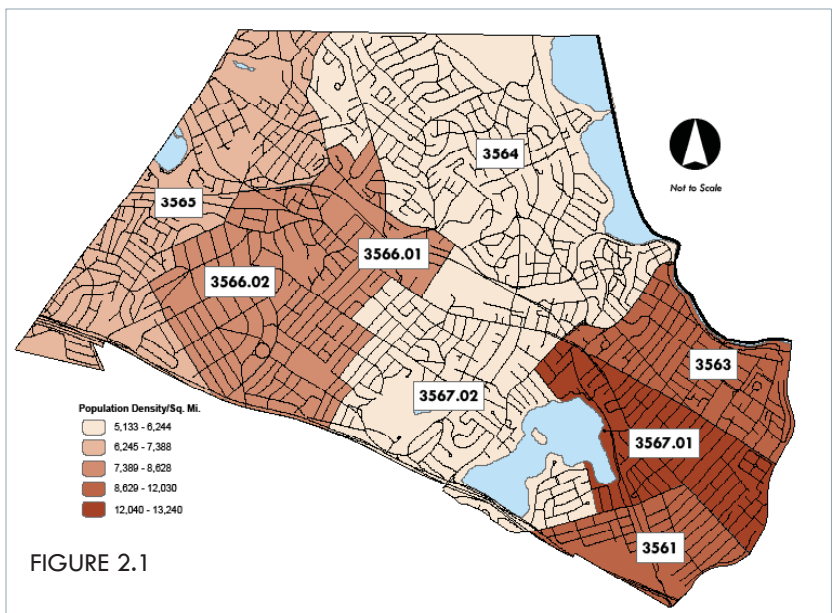 3564
Not to Scale
3565
3566.01
3566.02
3563
3567.02
3567.01
3561
Population Density/Sq. Mi.
5,133 - 6,244
6,245 - 7,388
7,389 - 8,628
8,629 - 12,030
12,040 - 13,240
FIGURE 2.1